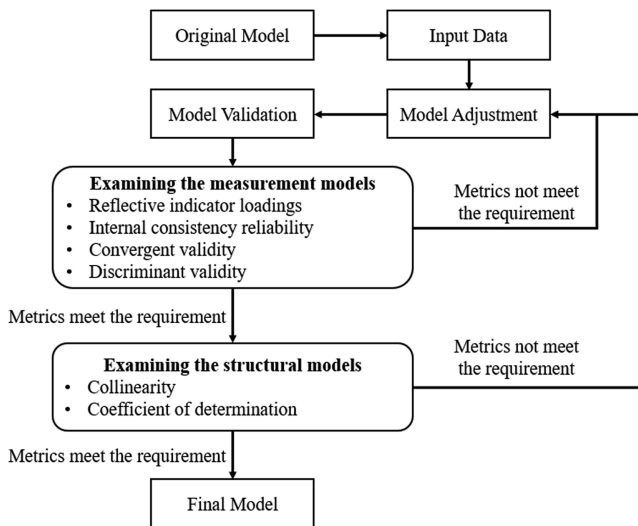 Original Model
Input Data
Model Validation
Model Adjustment
Examining the measurement models
• Reflective indicator loadings
• Internal consistency reliability
• Convergent validity
• Discriminant validity
Metrics not meet
the requirement
Metrics meet the requirement
Examining the structural models
• Collinearity
• Coefficient of determination
Metrics not meet
the requirement
Metrics meet the requirement
Final Model